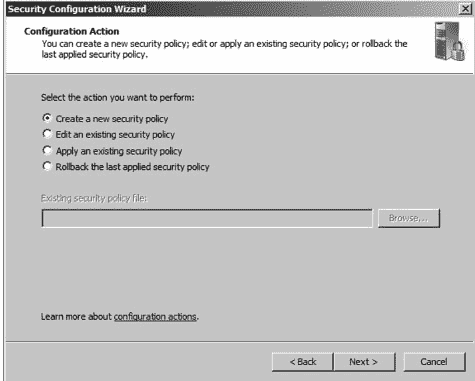 Security Configuration Wizard
Configuration Action
You can create a new security policy; edit or apply an existing security policy; or rollback the
last applied security policy.
Select the action you want to perform:
Create a new security policy
Edit an existing security policy
Apply an existing security policy
Rollback the last applied security policy
Existing security policy file:
Browse...
Learn more about configuration actions.
< Back Next > Cancel